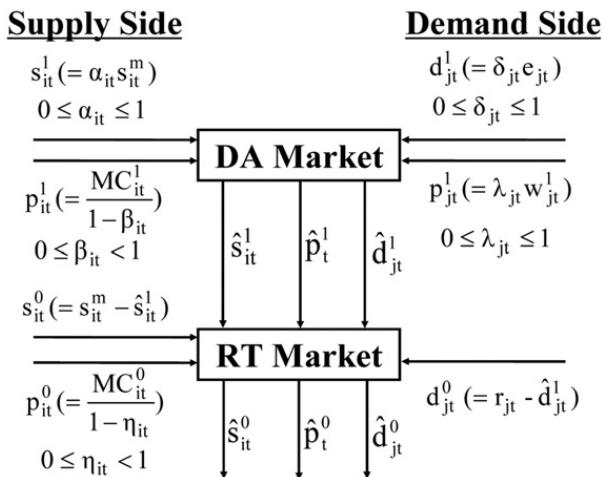 Supply Side
s¹ᵢₜ(= αᵢₜsᵐᵢₜ)
0 ≤ αᵢₜ ≤ 1
p¹ᵢₜ(= MC¹ᵢₜ / 1 − βᵢₜ)
0 ≤ βᵢₜ < 1
s⁰ᵢₜ(= sᵐᵢₜ − ŝ¹ᵢₜ)
p⁰ᵢₜ(= MC⁰ᵢₜ / 1 − ηᵢₜ)
0 ≤ ηᵢₜ < 1
DA Market
ŝ¹ᵢₜ p̂¹ₜ d̂¹ⱼₜ
RT Market
ŝ⁰ᵢₜ p̂⁰ₜ d̂⁰ⱼₜ
Demand Side
d¹ⱼₜ(= δⱼₜeⱼₜ)
0 ≤ δⱼₜ ≤ 1
p¹ⱼₜ(= λⱼₜw¹ⱼₜ)
0 ≤ λⱼₜ ≤ 1
d⁰ⱼₜ (= rⱼₜ - d̂¹ⱼₜ)